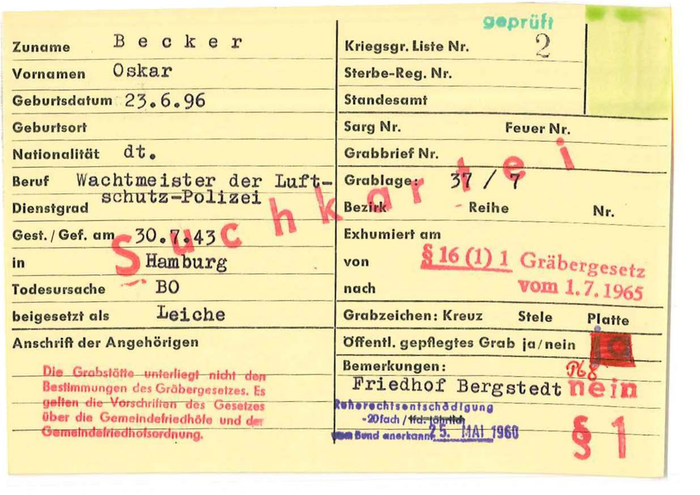 geprüft
Zuname Becker
Vornamen Oskar
Geburtsdatum 23.6.96
Geburtsort
Nationalität dt.
Beruf Wachtmeister der Luft-
Dienstgrad schutz-Polizei
Gest. / Gef. am 30.7.43
in Hamburg
Todesursache BO
beigesetzt als Leiche
Anschrift der Angehörigen
Die Grabstätte unterliegt nicht den
Bestimmungen des Gräbergesetzes. Es
gelten die Vorschriften des Gesetzes
über die Gemeindefriedhöfe und der
Gemeindefriedhofsordnung.
Suchkartei
Kriegsgr. Liste Nr. 2
Sterbe-Reg. Nr.
Standesamt
Sarg Nr. Feuer Nr.
Grabbrief Nr.
Grablage: 37 / 7
Bezirk Reihe Nr.
Exhumiert am
von § 16 (1) 1 Gräbergesetz
nach vom 1.7.1965
Grabzeichen: Kreuz Stele Platte
Öffentl. gepflegtes Grab ja/nein ja
Bemerkungen:
Friedhof Bergstedt nein
Ruherechtsentschädigung
-20fach / lfd. jährlich
vom Bund anerkannt 25. MAI 1960
§ 1